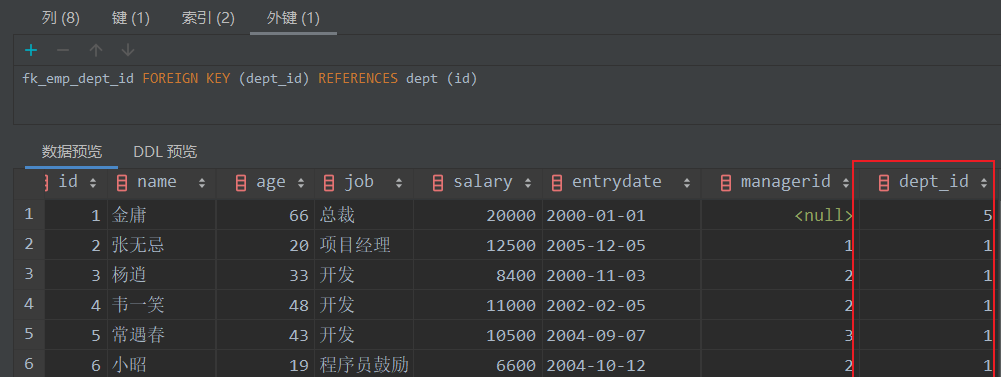 列 (8) 键 (1) 索引 (2) 外键 (1)
fk_emp_dept_id FOREIGN KEY (dept_id) REFERENCES dept (id)
数据预览 DDL 预览
id name age job salary entrydate managerid dept_id
1 1 金庸 66 总裁 20000 2000-01-01 <null> 5
2 2 张无忌 20 项目经理 12500 2005-12-05 1 1
3 3 杨逍 33 开发 8400 2000-11-03 2 1
4 4 韦一笑 48 开发 11000 2002-02-05 2 1
5 5 常遇春 43 开发 10500 2004-09-07 3 1
6 6 小昭 19 程序员鼓励 6600 2004-10-12 2 1